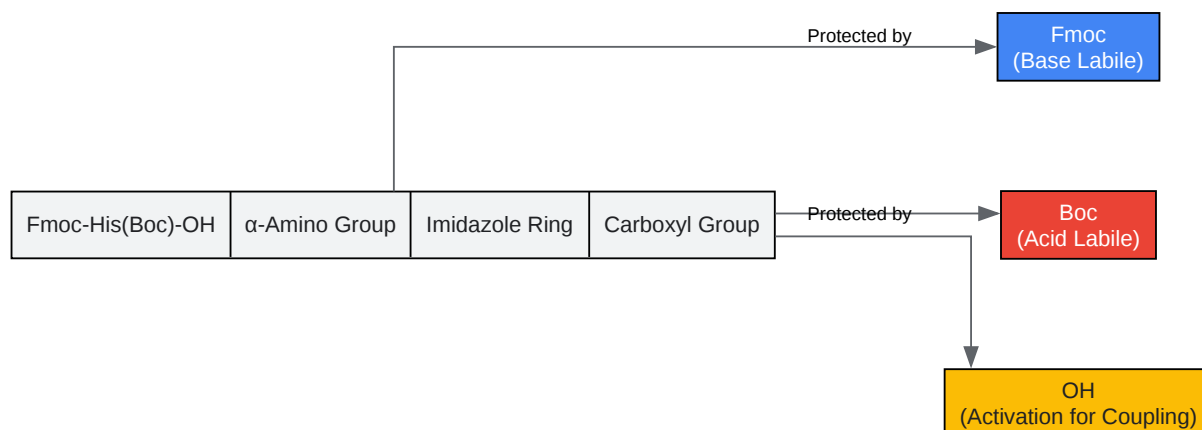 Protected by
Fmoc
(Base Labile)
Fmoc-His(Boc)-OH
α-Amino Group
Imidazole Ring
Carboxyl Group
Protected by
Boc
(Acid Labile)
OH
(Activation for Coupling)